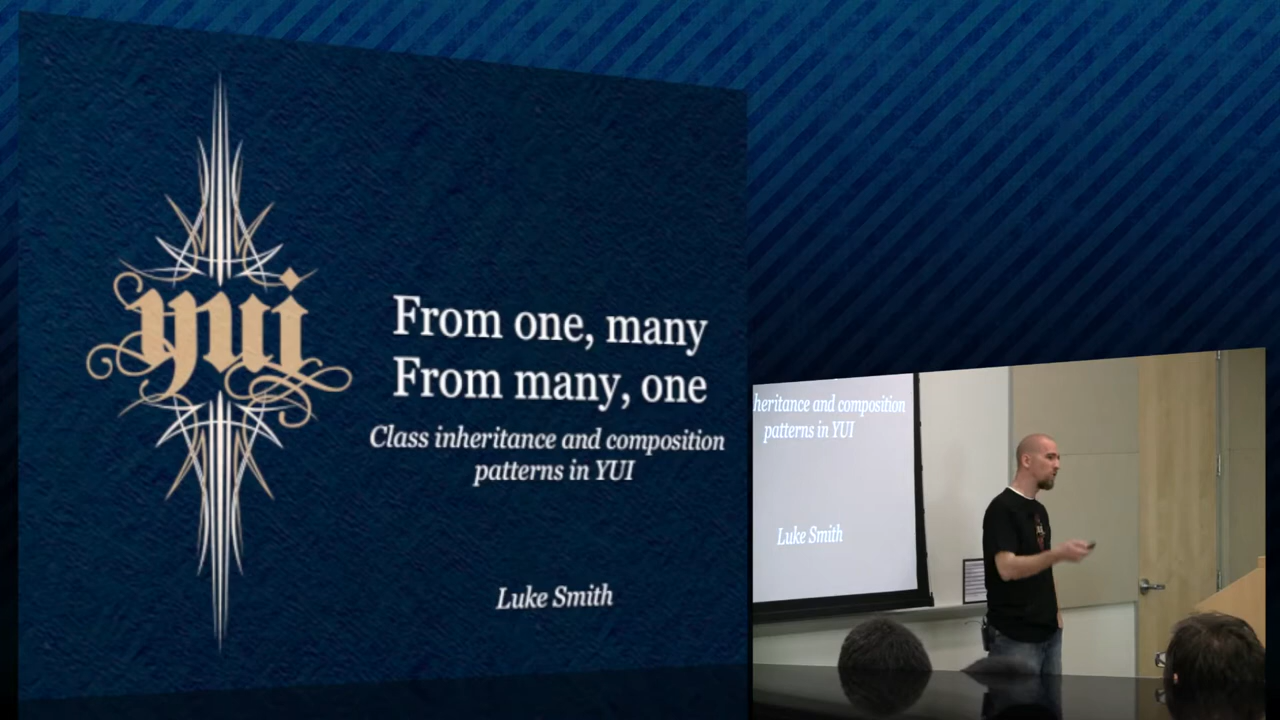 yui
From one, many
From many, one
Class inheritance and composition
patterns in YUI
Luke Smith
heritance and composition
patterns in YUI
Luke Smith